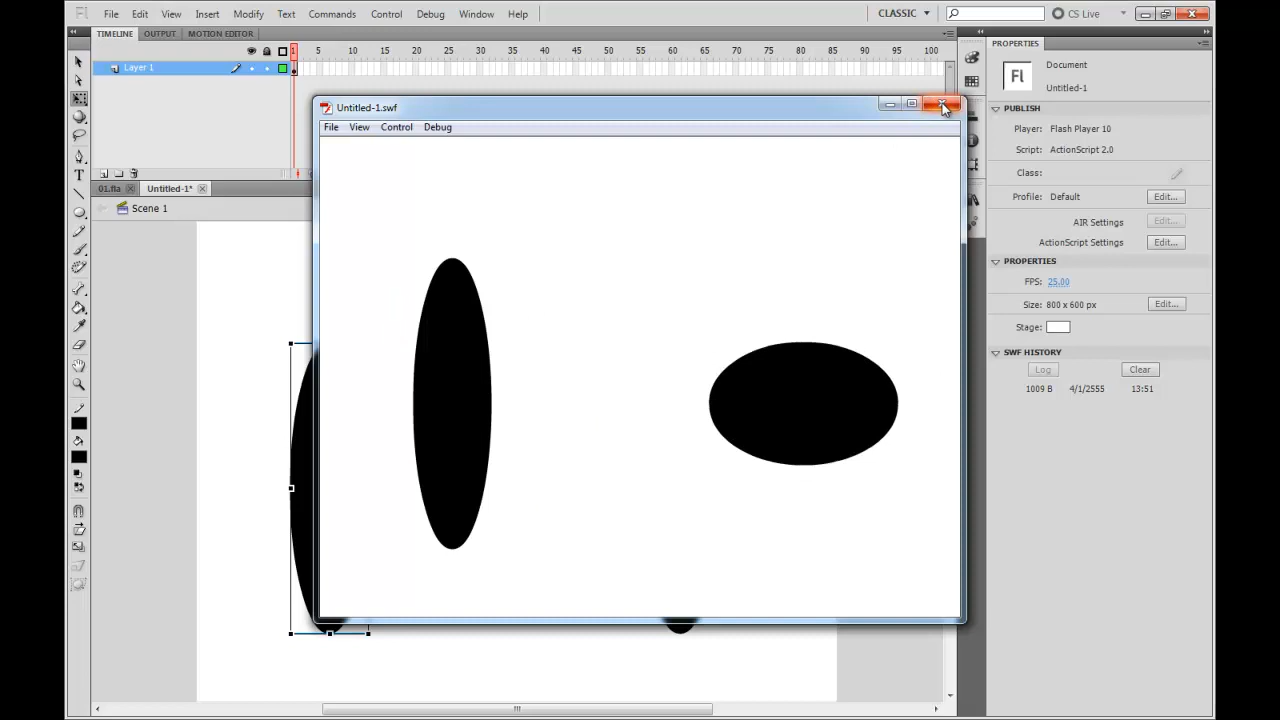 Fl File Edit View Insert Modify Text Commands Control Debug Window Help CLASSIC CS Live
TIMELINE OUTPUT MOTION EDITOR
1 5 10 15 20 25 30 35 40 45 50 55 60 65 70 75 80 85 90 95 100
Layer 1
01.fla Untitled-1*
Scene 1
Untitled-1.swf
File View Control Debug
PROPERTIES
Fl
Document
Untitled-1
PUBLISH
Player: Flash Player 10
Script: ActionScript 2.0
Class:
Profile: Default Edit...
AIR Settings Edit...
ActionScript Settings Edit...
PROPERTIES
FPS: 25.00
Size: 800 x 600 px Edit...
Stage:
SWF HISTORY
Log Clear
1009 B 4/1/2555 13:51